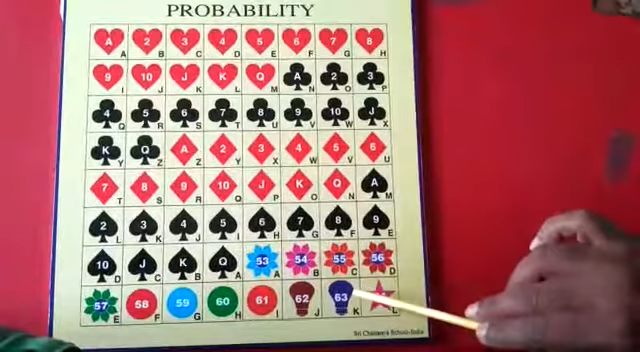 PROBABILITY
A A 2 B 3 C 4 D 5 E 6 F 7 G 8 H
9 I 10 J J K K L Q M A N 2 O 3 P
4 Q 5 R 6 S 7 T 8 U 9 V 10 W J X
K Y Q Z A Z 2 Y 3 X 4 W 5 V 6 U
7 T 8 S 9 R 10 Q J P K O Q N A M
2 L 3 K 4 J 5 I 6 H 7 G 8 F 9 E
10 D J C K B Q A 53 A 54 B 55 C 56 D
57 E 58 F 59 G 60 H 61 I 62 J 63 K L
Sri School-India